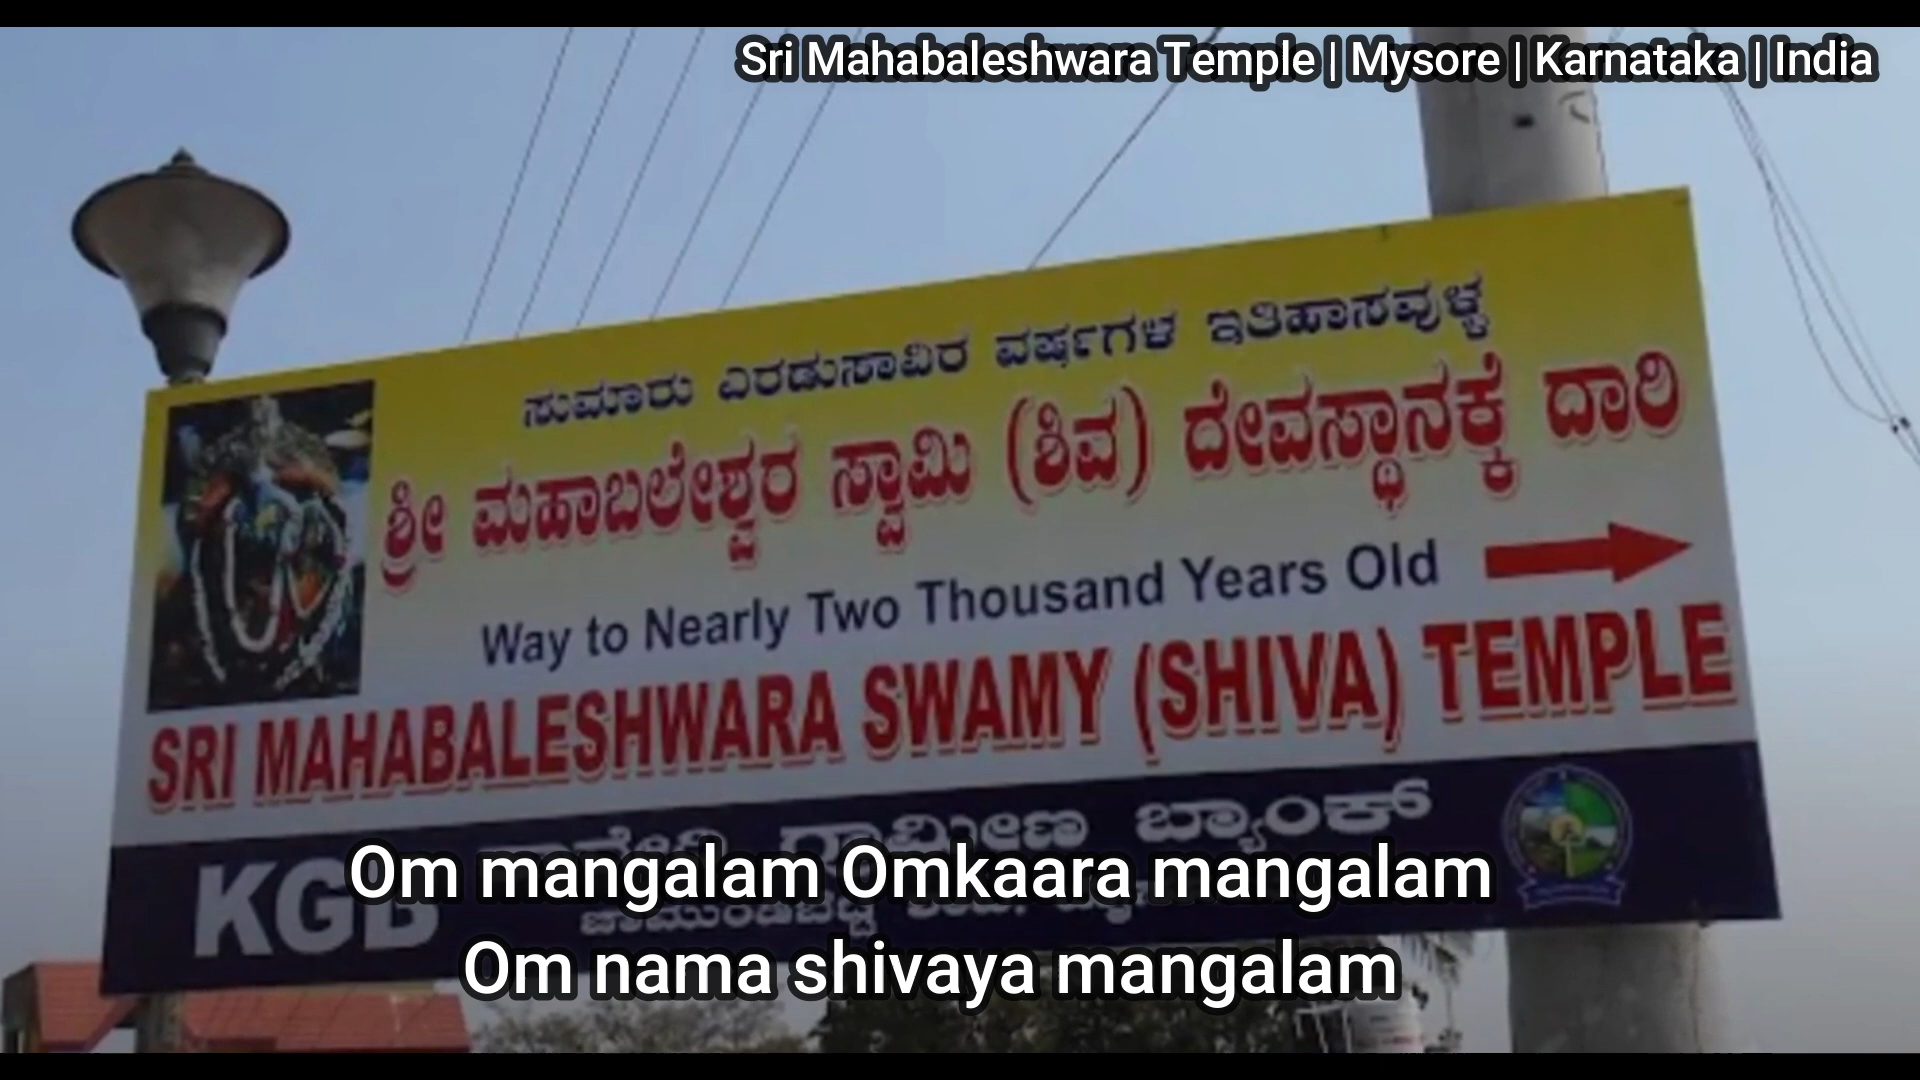 Sri Mahabaleshwara Temple | Mysore | Karnataka | India
ಸುಮಾರು ಎರಡುಸಾವಿರ ವರ್ಷಗಳ ಇತಿಹಾಸವುಳ್ಳ
ಶ್ರೀ ಮಹಾಬಲೇಶ್ವರ ಸ್ವಾಮಿ (ಶಿವ) ದೇವಸ್ಥಾನಕ್ಕೆ ದಾರಿ
Way to Nearly Two Thousand Years Old
SRI MAHABALESHWARA SWAMY (SHIVA) TEMPLE
KGB ಗ್ರಾಮೀಣ ಬ್ಯಾಂಕ್
Om mangalam Omkaara mangalam
Om nama shivaya mangalam